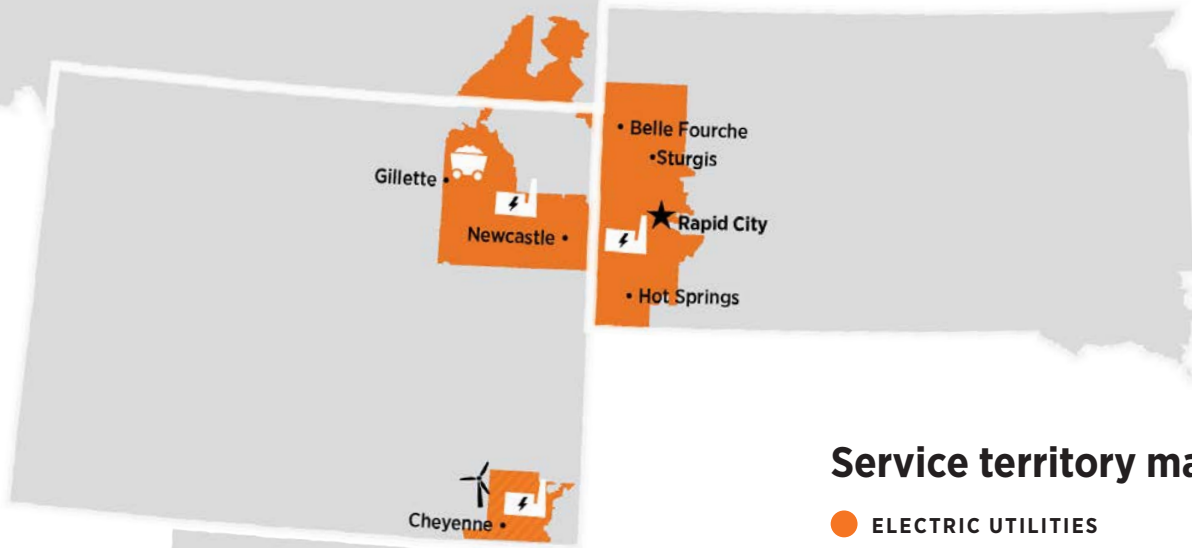 Belle Fourche
Sturgis
Gillette
Rapid City
Newcastle
Hot Springs
Service territory ma
ELECTRIC UTILITIES
Cheyenne